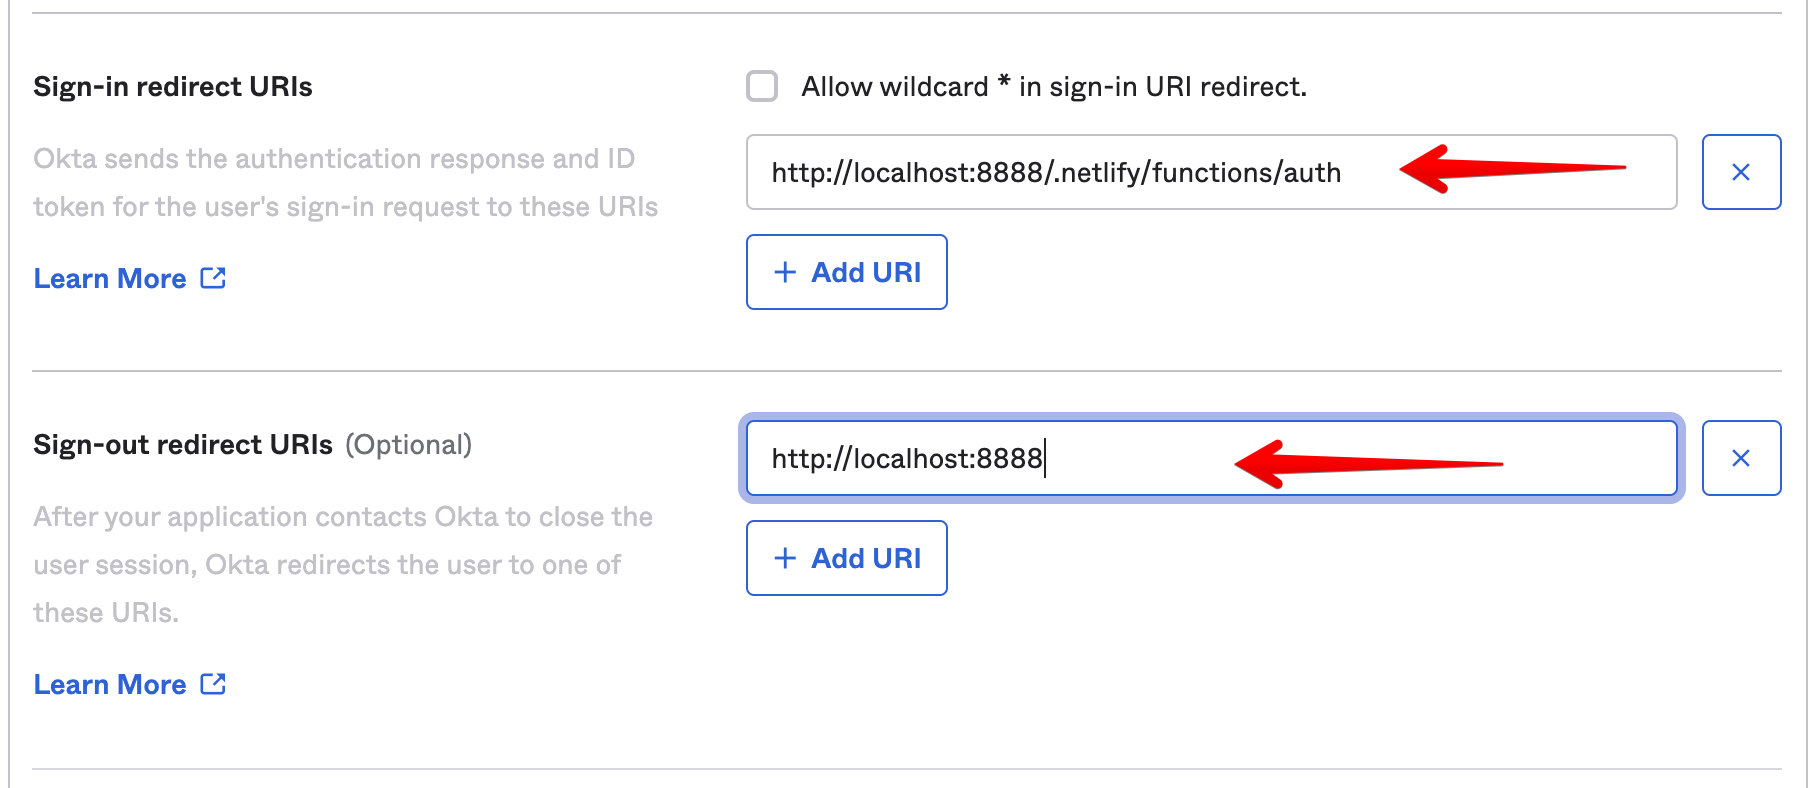 Sign-in redirect URIs
Allow wildcard * in sign-in URI redirect.
Okta sends the authentication response and ID
token for the user's sign-in request to these URIs
Learn More
http://localhost:8888/.netlify/functions/auth
+ Add URI
Sign-out redirect URIs (Optional)
After your application contacts Okta to close the
user session, Okta redirects the user to one of
these URIs.
Learn More
http://localhost:8888
+ Add URI